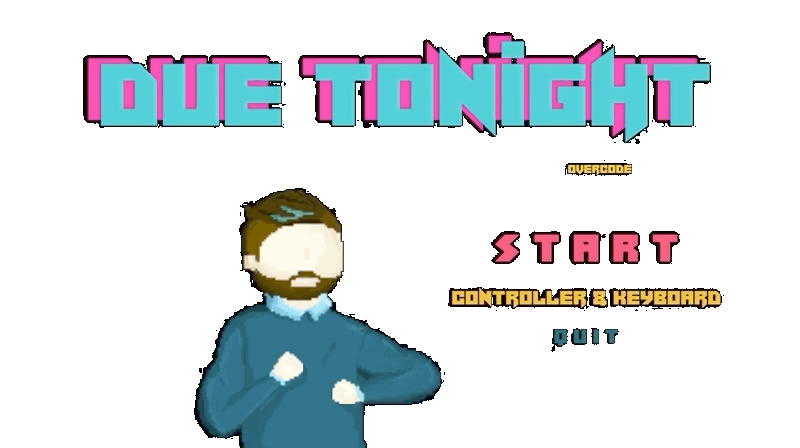 DUE TONIGHT
OVERCODE
START
CONTROLLER & KEYBOARD
QUIT